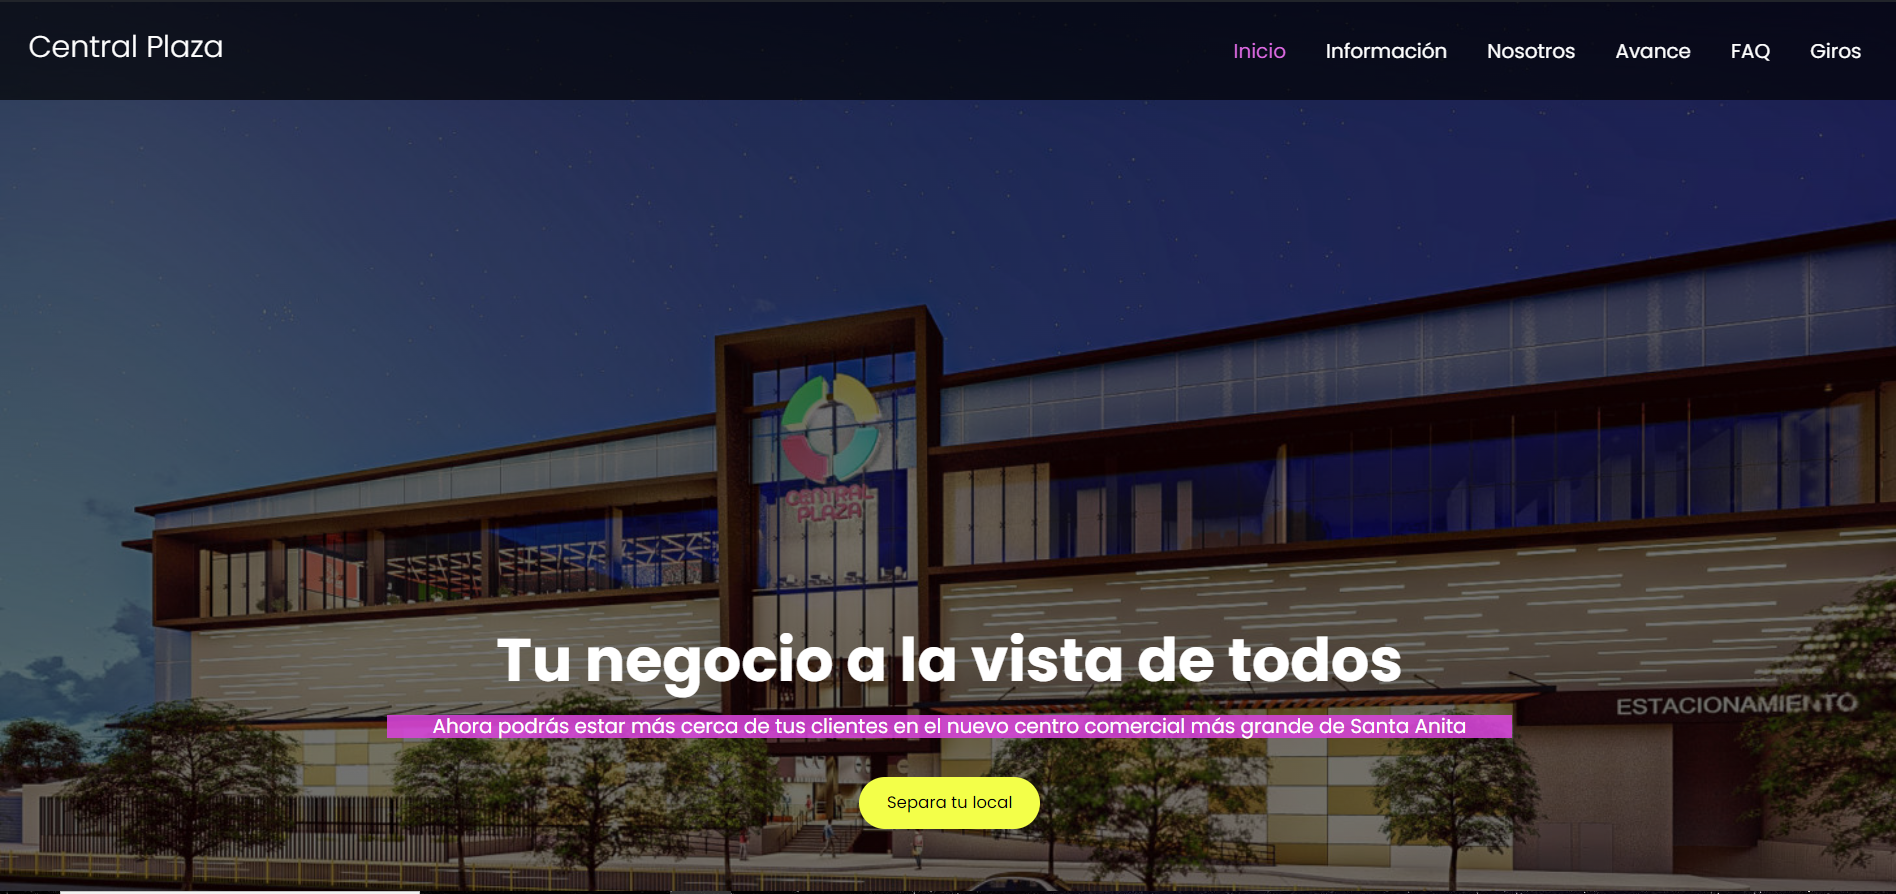 Central Plaza
Inicio
Información
Nosotros
Avance
FAQ
Giros
CENTRAL
PLAZA
Tu negocio a la vista de todos
ESTACIONAMIENTO
Ahora podrás estar más cerca de tus clientes en el nuevo centro comercial más grande de Santa Anita
Separa tu local